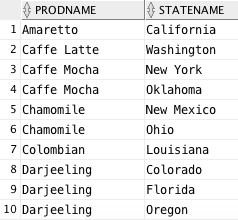 PRODNAME STATENAME
1 Amaretto California
2 Caffe Latte Washington
3 Caffe Mocha New York
4 Caffe Mocha Oklahoma
5 Chamomile New Mexico
6 Chamomile Ohio
7 Colombian Louisiana
8 Darjeeling Colorado
9 Darjeeling Florida
10 Darjeeling Oregon